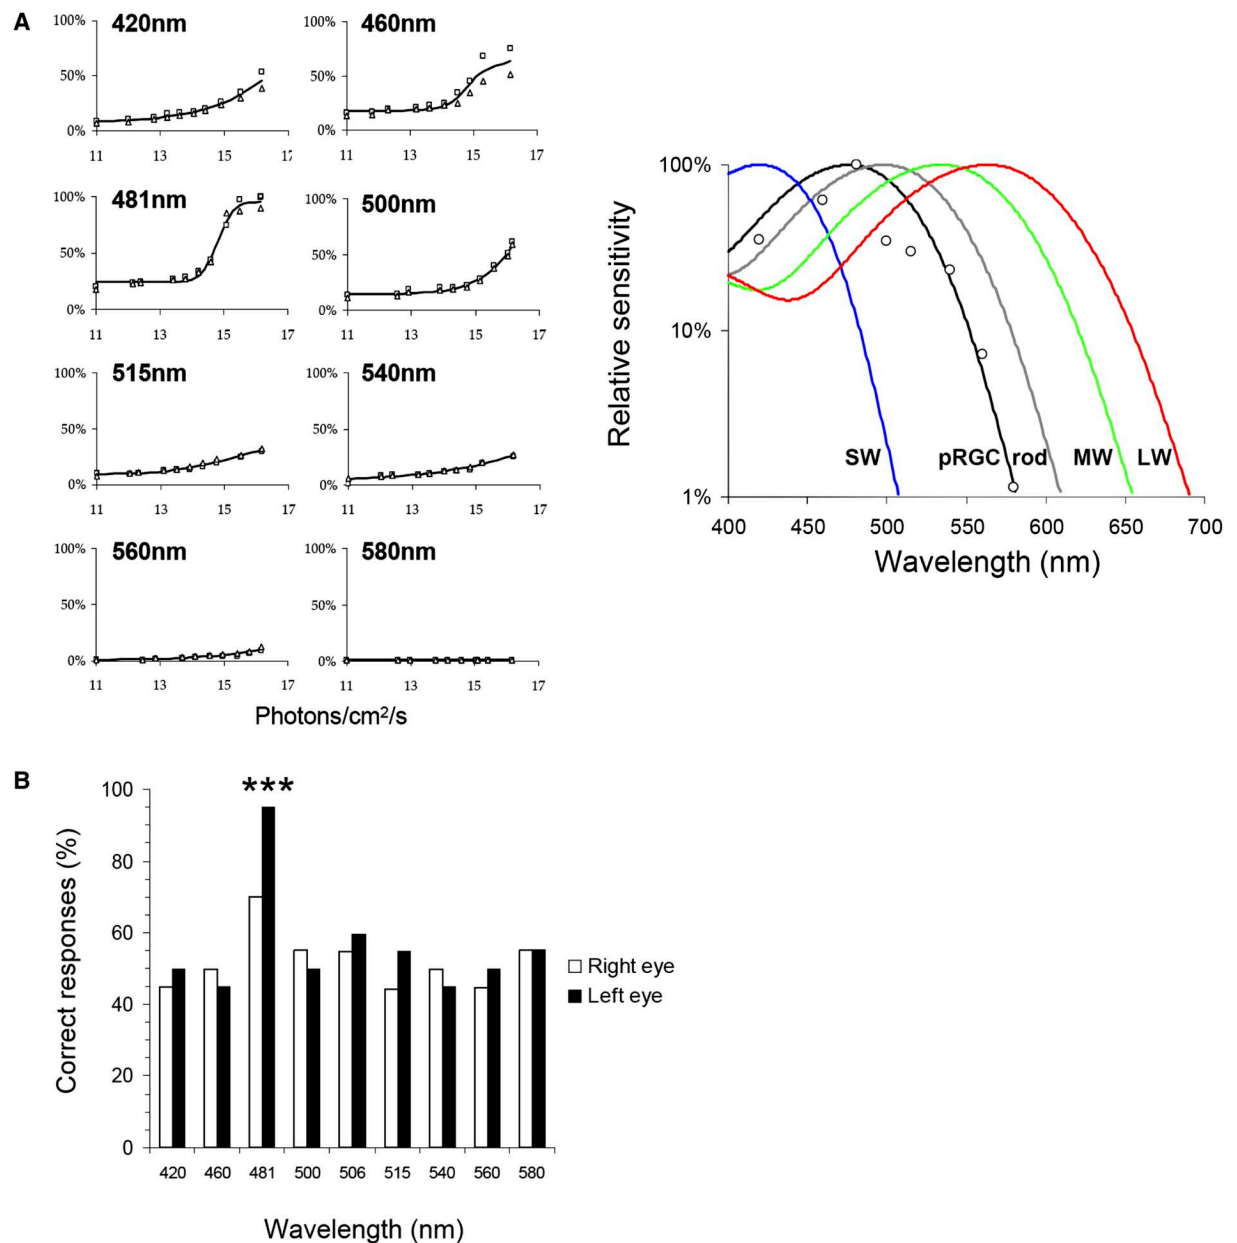 A
420nm
100%
50%
0%
11 13 15 17
460nm
100%
50%
0%
11 13 15 17
481nm
100%
50%
0%
11 13 15 17
500nm
100%
50%
0%
11 13 15 17
515nm
100%
50%
0%
11 13 15 17
540nm
100%
50%
0%
11 13 15 17
560nm
100%
50%
0%
11 13 15 17
580nm
100%
50%
0%
11 13 15 17
Photons/cm²/s
Relative sensitivity
100%
10%
1%
SW pRGC rod MW LW
400 450 500 550 600 650 700
Wavelength (nm)
B
***
Correct responses (%)
100
80
60
40
20
0
420 460 481 500 506 515 540 560 580
Wavelength (nm)
Right eye
Left eye